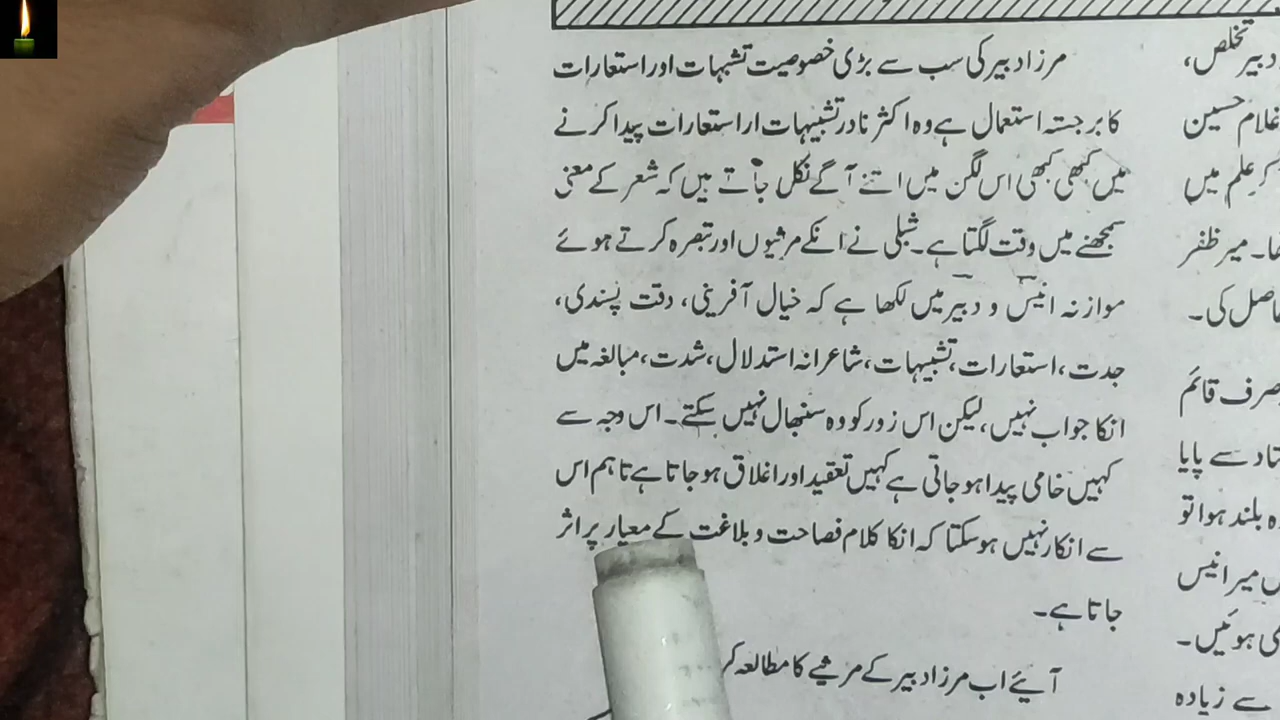 مرزا دبیر کی سب سے بڑی خصوصیت تشبہات اور استعارات
کا برجستہ استعمال ہے وہ اکثر نادر تشبیہات ار استعارات پیدا کرنے
میں کبھی کبھی اس لگن میں اتنے آگے نکل جاتے ہیں کہ شعر کے معنی
سمجھنے میں وقت لگتا ہے۔ شبلی نے انکے مرثیوں اور تبصرہ کرتے ہوئے
موازنہ انیس و دبیر میں لکھا ہے کہ خیال آفرینی، دقت پسندی،
جدت، استعارات، تشبیہات، شاعرانہ استدلال، شدت، مبالغہ میں
انکا جواب نہیں، لیکن اس زور کو وہ سنبھال نہیں سکتے۔ اس وجہ سے
کہیں خامی پیدا ہو جاتی ہے کہیں تعقید اور اغلاق ہو جاتا ہے تاہم اس
سے انکار نہیں ہو سکتا کہ انکا کلام فصاحت و بلاغت کے معیار پر اثر
جاتا ہے۔
آیئے اب مرزا دبیر کے مرثیے کا مطالعہ کر
دبیر تخلص،
غلام حسین
کر علم میں
میر ظفر
اصل کی۔
صرف قائم
تاد سے پایا
ہ بلند ہوا تو
میر انیس
ی ہوئیں۔
سے زیادہ